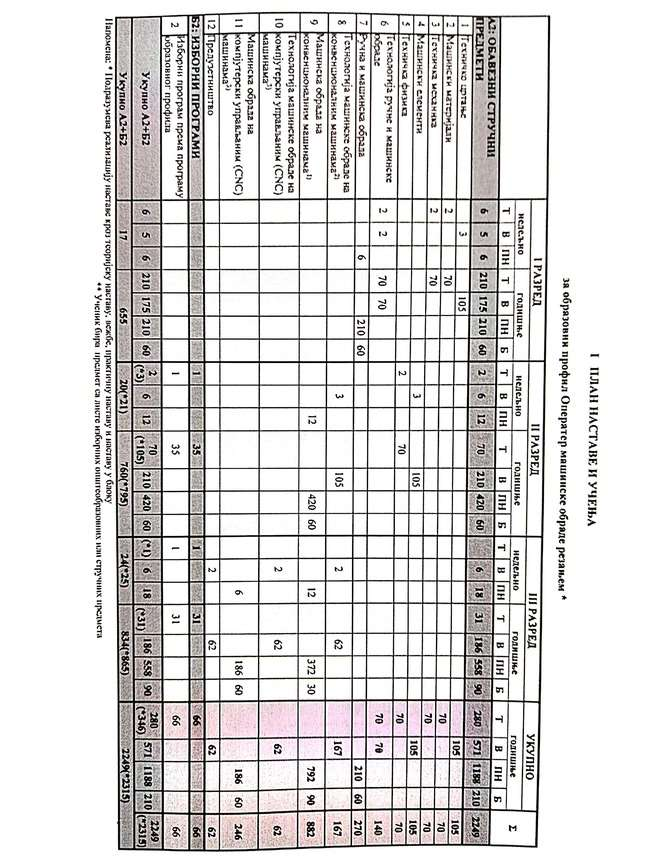 I ПЛАН НАСТАВЕ И УЧЕЊА
за образовни профил Оператер машинске обраде резањем *
А2: ОБАВЕЗНИ СТРУЧНИ ПРЕДМЕТИ I РАЗРЕД II РАЗРЕД III РАЗРЕД УКУПНО Σ
недељно годишње недељно годишње недељно годишње годишње
Т В ПН Т В ПН Б Т В ПН Т В ПН Б Т В ПН Т В ПН Б Т В ПН Б
6 5 6 210 175 210 60 2 6 12 70 210 420 60 6 18 31 186 558 90 280 571 1188 210 2249
1 Техничко цртање 3 105 105 105
2 Машински материјали 2 70 70 70
3 Техничка механика 2 70 70 70
4 Машински елементи 3 105 105 105
5 Техничка физика 2 70 70 70
6 Технологија ручне и машинске обраде 2 2 70 70 70 70 140
7 Ручна и машинска обрада 6 210 60 210 60 270
8 Технологија машинске обраде на конвенционалним машинама²⁾ 3 105 2 62 167 167
9 Машинска обрада на конвенционалним машинама¹⁾ 12 420 60 12 372 30 792 90 882
10 Технологија машинске обраде на компјутерски управљаним (CNC) машинама²⁾ 2 62 62 62
11 Машинска обрада на компјутерски управљаним (CNC) машинама²⁾ 6 186 60 186 60 246
12 Предузетништво 2 62 62 62
Б2: ИЗБОРНИ ПРОГРАМИ 1 35 1 31 66 66
2 Изборни програм према програму образовног профила 1 35 1 31 66 66
Укупно А2+Б2 6 5 6 210 175 210 60 2 (*3) 6 12 70 (*105) 210 420 60 (*1) 6 18 (*31) 186 558 90 280 (*346) 571 1188 210 2249 (*2315)
Укупно А2+Б2 17 655 20(*21) 760(*795) 24(*25) 834(*865) 2249(*2315)
Напомена: * Подразумева реализацију наставе кроз теоријску наставу, вежбе, практичну наставу и наставу у блоку
** Ученик бира предмет са листе изборних општеобразовних или стручних предмета